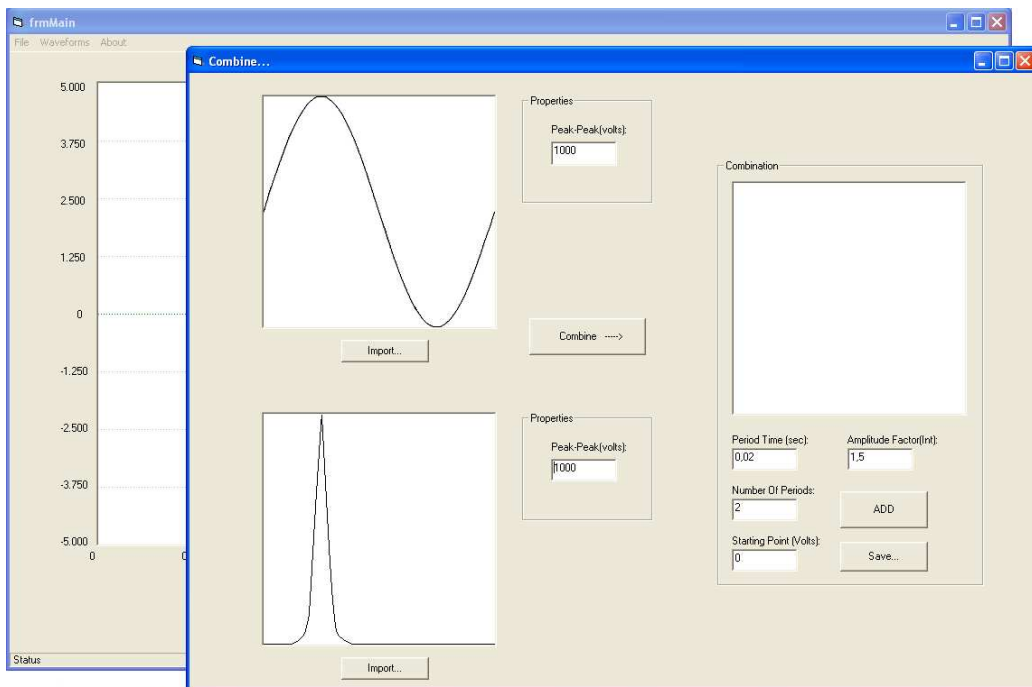 frmMain
File Waveforms About
Combine...
5.000
3.750
2.500
1.250
0
-1.250
-2.500
-3.750
-5.000
0
Status
Properties
Peak-Peak(volts):
1000
Import...
Combine ----->
Properties
Peak-Peak(volts):
1000
Import...
Combination
Period Time (sec):
0,02
Amplitude Factor(Int):
1,5
Number Of Periods:
2
ADD
Starting Point (Volts):
0
Save...